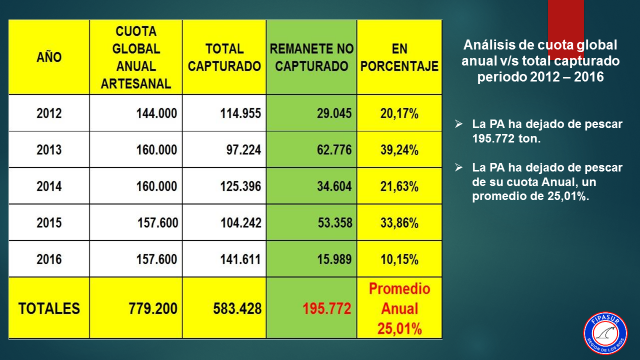 AÑO
CUOTA GLOBAL ANUAL ARTESANAL
TOTAL CAPTURADO
REMANETE NO CAPTURADO
EN PORCENTAJE
2012 144.000 114.955 29.045 20,17%
2013 160.000 97.224 62.776 39,24%
2014 160.000 125.396 34.604 21,63%
2015 157.600 104.242 53.358 33,86%
2016 157.600 141.611 15.989 10,15%
TOTALES 779.200 583.428 195.772 Promedio Anual 25,01%
Análisis de cuota global
anual v/s total capturado
periodo 2012 – 2016
➢ La PA ha dejado de pescar
195.772 ton.
➢ La PA ha dejado de pescar
de su cuota Anual, un
promedio de 25,01%.
FIPASUR
REGION DE LOS RIOS